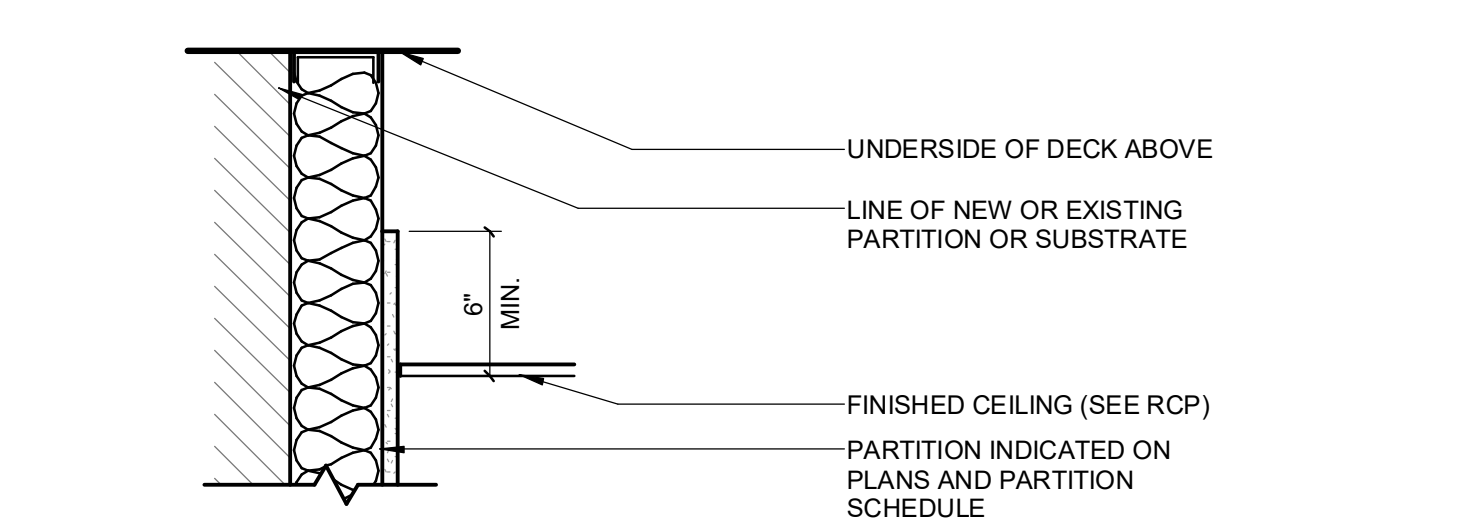 UNDERSIDE OF DECK ABOVE
LINE OF NEW OR EXISTING
PARTITION OR SUBSTRATE
6"
MIN.
FINISHED CEILING (SEE RCP)
PARTITION INDICATED ON
PLANS AND PARTITION
SCHEDULE